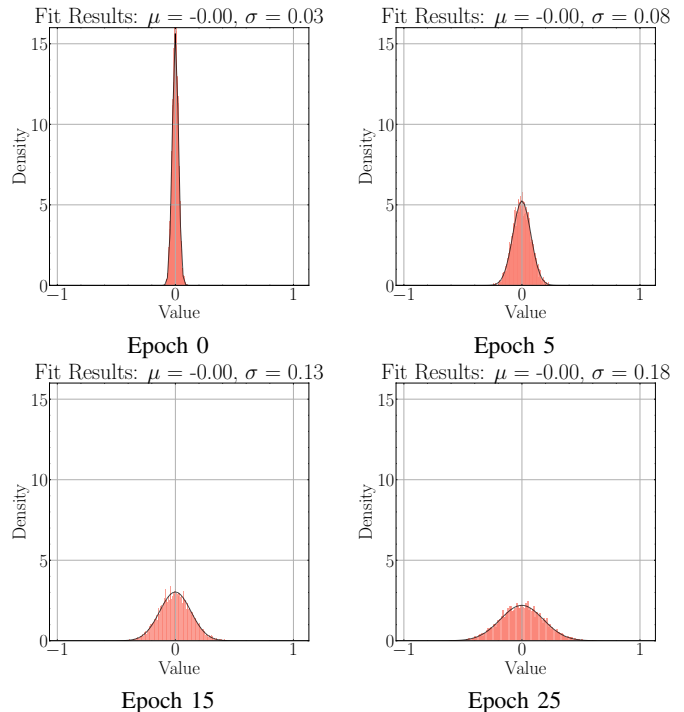 Fit Results: μ = -0.00, σ = 0.03
15
10
5
0
Density
−1
0
1
Value
Epoch 0
Fit Results: μ = -0.00, σ = 0.08
15
10
5
0
Density
−1
0
1
Value
Epoch 5
Fit Results: μ = -0.00, σ = 0.13
15
10
5
0
Density
−1
0
1
Value
Epoch 15
Fit Results: μ = -0.00, σ = 0.18
15
10
5
0
Density
−1
0
1
Value
Epoch 25